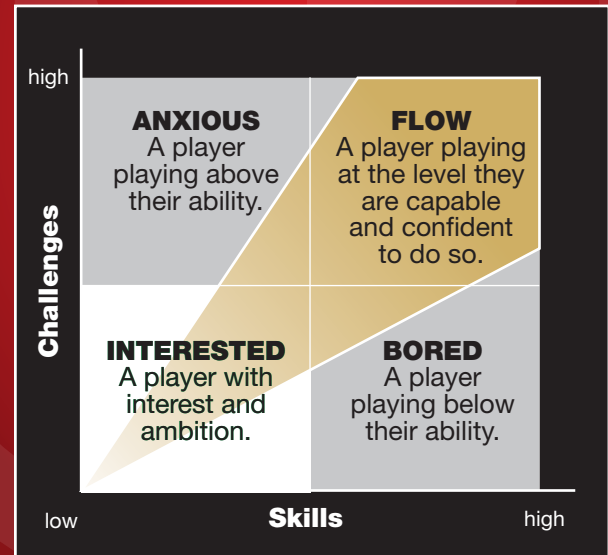 high
ANXIOUS
A player
playing above
their ability.
FLOW
A player playing
at the level they
are capable
and confident
to do so.
Challenges
INTERESTED
A player with
interest and
ambition.
BORED
A player
playing below
their ability.
low
Skills
high